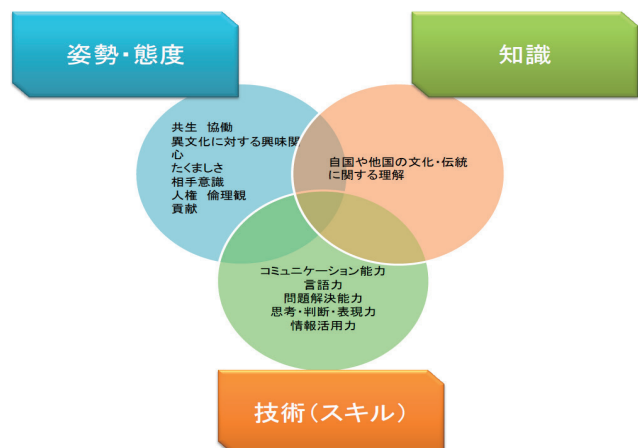 姿勢・態度
知識
共生 協働
異文化に対する興味関
心
たくましさ
相手意識
人権 倫理観
貢献
自国や他国の文化・伝統
に関する理解
コミュニケーション能力
言語力
問題解決能力
思考・判断・表現力
情報活用力
技術(スキル)